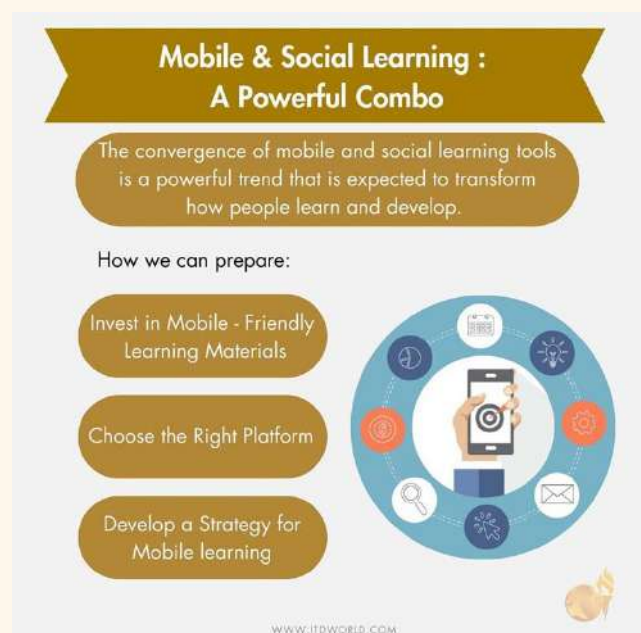 Mobile & Social Learning :
A Powerful Combo
The convergence of mobile and social learning tools
is a powerful trend that is expected to transform
how people learn and develop.
How we can prepare:
Invest in Mobile - Friendly
Learning Materials
Choose the Right Platform
Develop a Strategy for
Mobile learning
WWW.ITDWORLD.COM